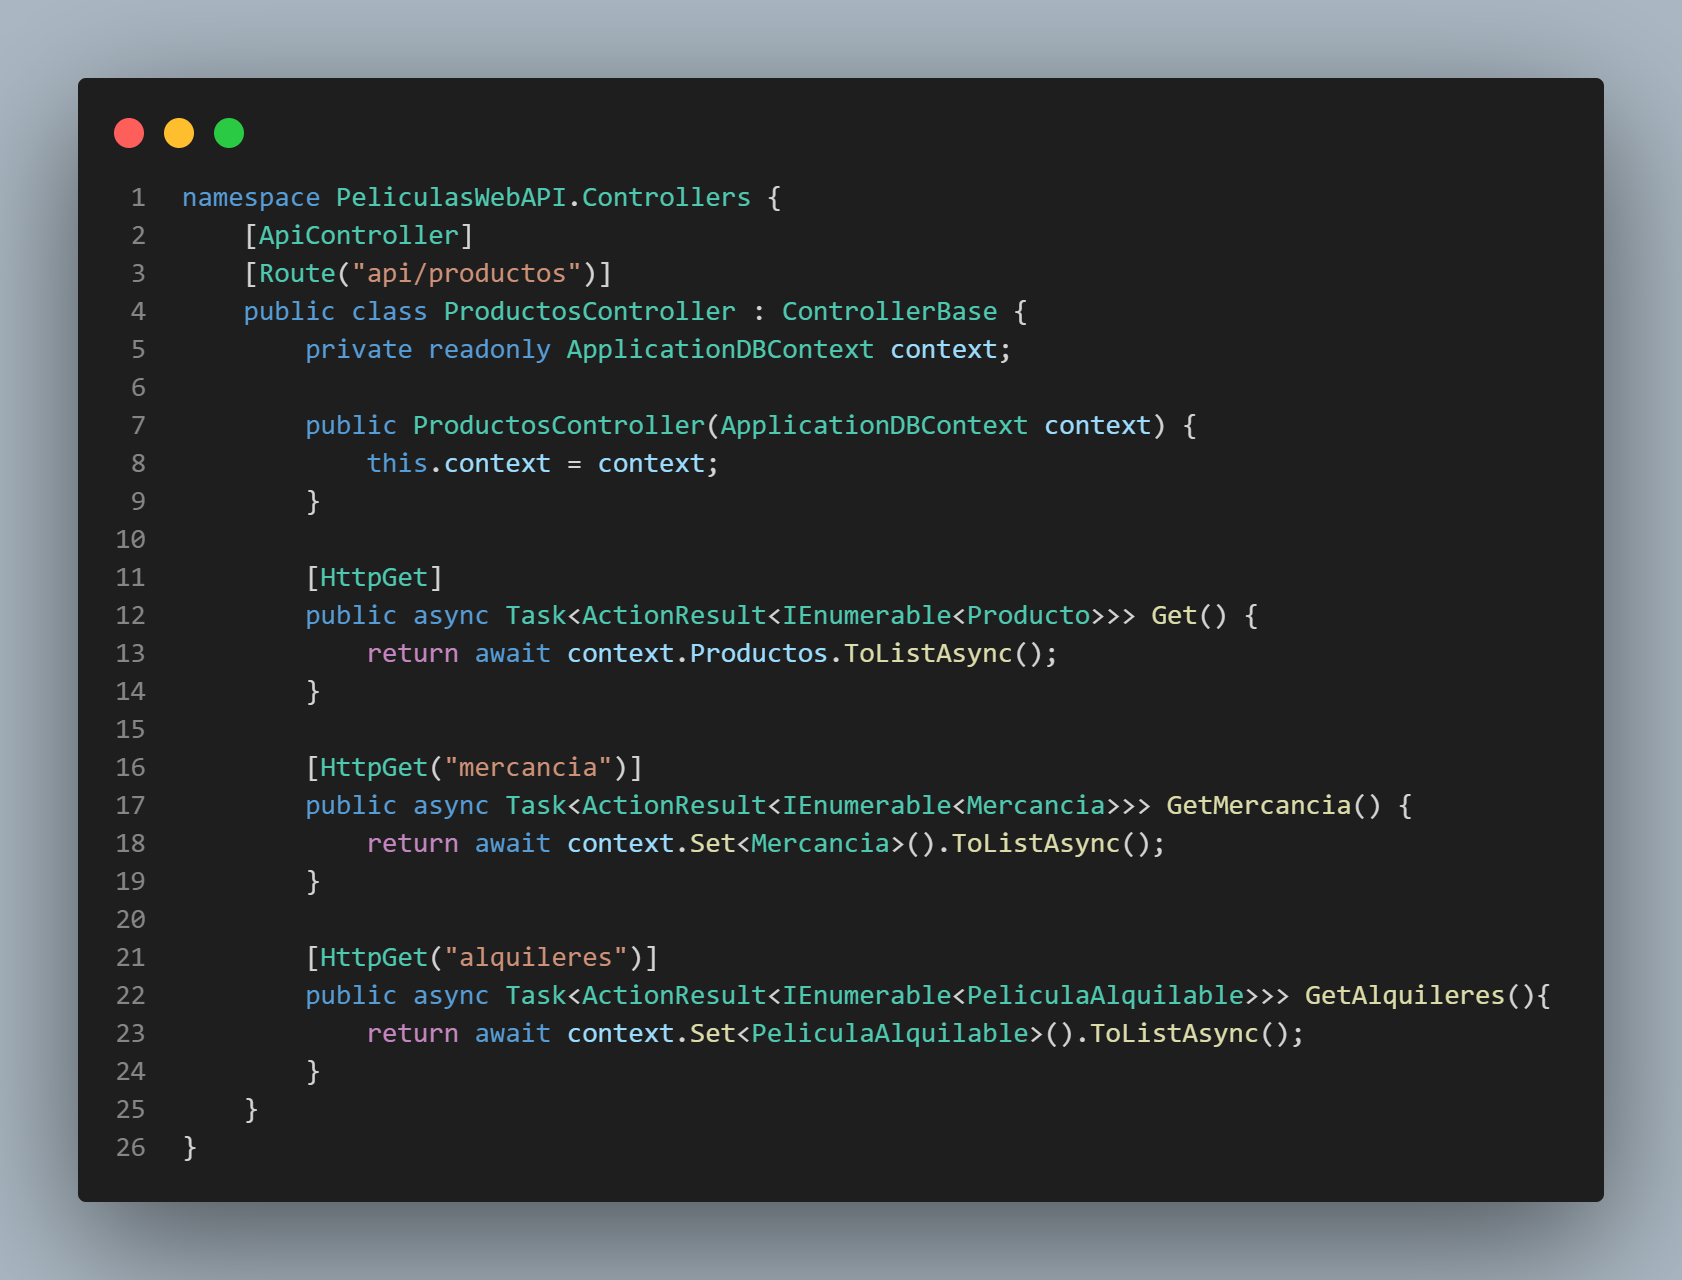 1 namespace PeliculasWebAPI.Controllers {
2     [ApiController]
3     [Route("api/productos")]
4     public class ProductosController : ControllerBase {
5         private readonly ApplicationDBContext context;
6
7         public ProductosController(ApplicationDBContext context) {
8             this.context = context;
9         }
10
11         [HttpGet]
12         public async Task<ActionResult<IEnumerable<Producto>>> Get() {
13             return await context.Productos.ToListAsync();
14         }
15
16         [HttpGet("mercancia")]
17         public async Task<ActionResult<IEnumerable<Mercancia>>> GetMercancia() {
18             return await context.Set<Mercancia>().ToListAsync();
19         }
20
21         [HttpGet("alquileres")]
22         public async Task<ActionResult<IEnumerable<PeliculaAlquilable>>> GetAlquileres(){
23             return await context.Set<PeliculaAlquilable>().ToListAsync();
24         }
25     }
26 }